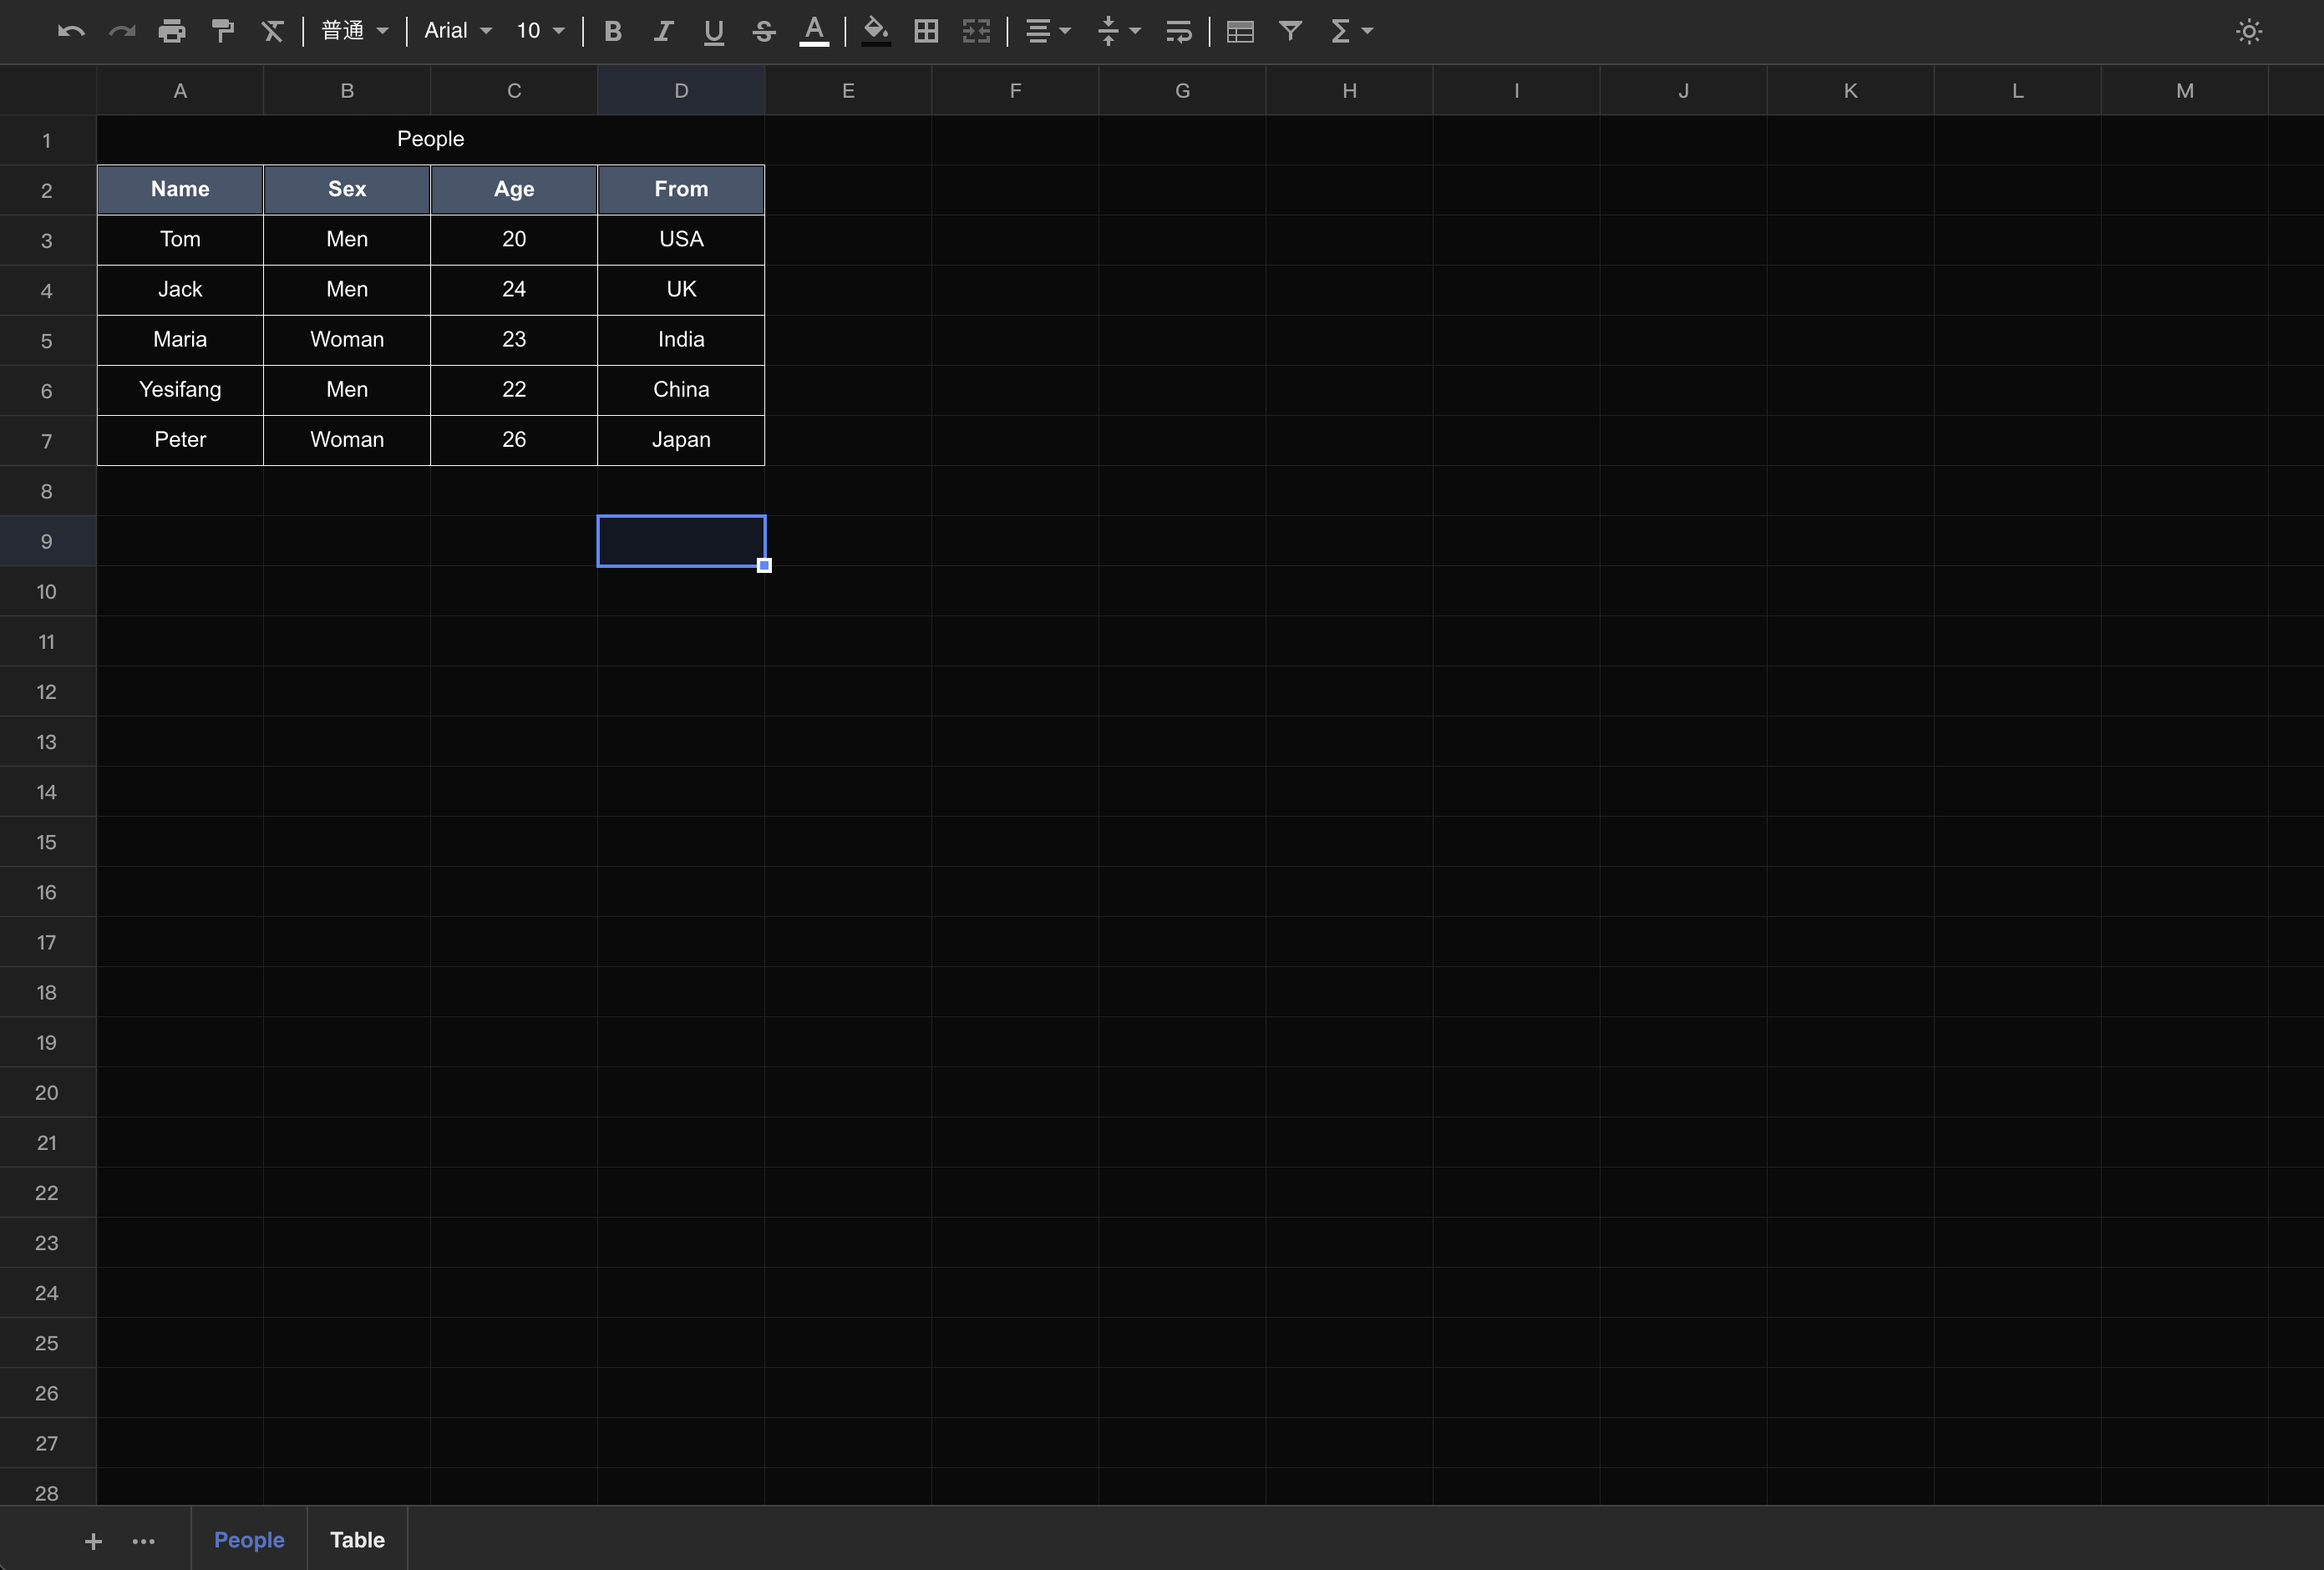 普通 Arial 10 B I U S A
A B C D E F G H I J K L M
1 People
2 Name Sex Age From
3 Tom Men 20 USA
4 Jack Men 24 UK
5 Maria Woman 23 India
6 Yesifang Men 22 China
7 Peter Woman 26 Japan
8
9
10
11
12
13
14
15
16
17
18
19
20
21
22
23
24
25
26
27
28
People Table